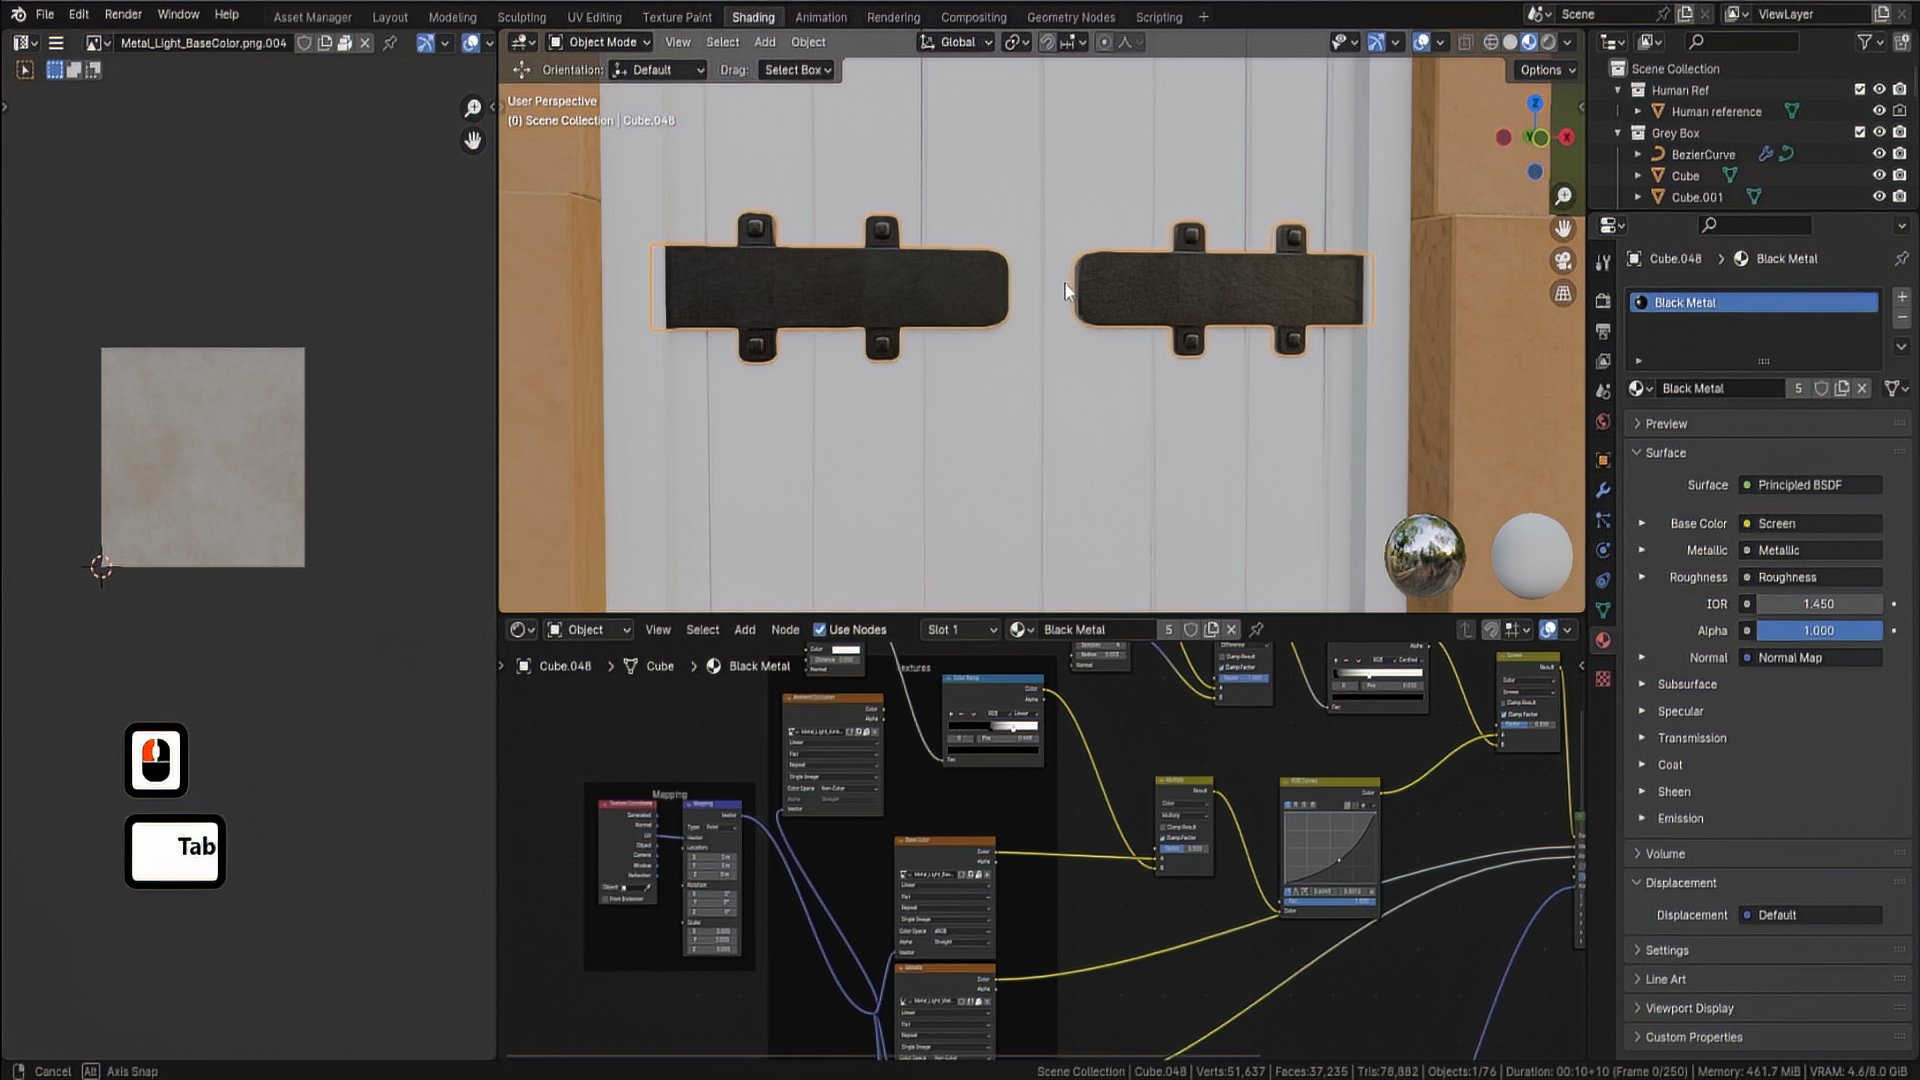 File Edit Render Window Help Asset Manager Layout Modeling Sculpting UV Editing Texture Paint Shading Animation Rendering Compositing Geometry Nodes Scripting + Scene ViewLayer
Metal_Light_BaseColor.png.004 Object Mode View Select Add Object Global
Orientation: Default Drag: Select Box Options
User Perspective
(0) Scene Collection | Cube.048
Z
Y
X
Scene Collection
Human Ref
Human reference
Grey Box
BezierCurve
Cube
Cube.001
Cube.048 > Black Metal
Black Metal
Black Metal 5
Preview
Surface
Surface Principled BSDF
Base Color Screen
Metallic Metallic
Roughness Roughness
IOR 1.450
Alpha 1.000
Normal Normal Map
Subsurface
Specular
Transmission
Coat
Sheen
Emission
Volume
Displacement
Displacement Default
Settings
Line Art
Viewport Display
Custom Properties
Tab
Object View Select Add Node Use Nodes Slot 1 Black Metal 5
Cube.048 > Cube > Black Metal
Mapping
Cancel Alt Axis Snap
Scene Collection | Cube.048 | Verts:51,637 | Faces:37,235 | Tris:78,882 | Objects:1/76 | Duration: 00:10+10 (Frame 0/250) | Memory: 461.7 MiB | VRAM: 4.6/8.0 GiB